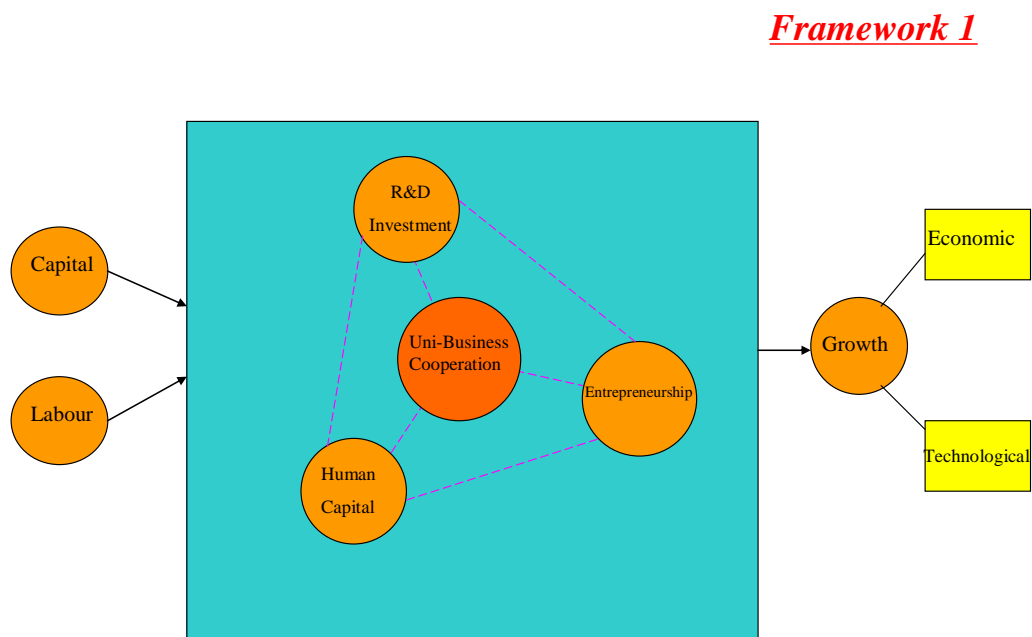 Framework 1
R&D
Investment
Capital
Economic
Uni-Business
Cooperation
Growth
Entrepreneurship
Labour
Human
Capital
Technological